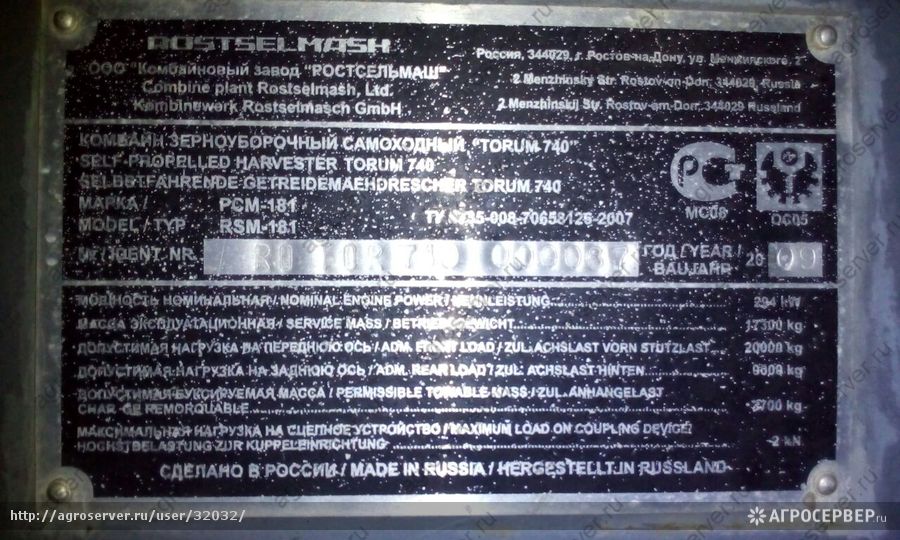 ROSTSELMASH
ООО "Комбайновый завод "РОСТСЕЛЬМАШ"
Combine plant Rostselmash, Ltd.
Kombinewerk Rostselmasch GmbH
Россия, 344029, г. Ростов-на-Дону, ул. Менжинского, 2
2 Menzhinsky Str. Rostov-on-Don, 344029, Russia
2 Menzhinskij Str. Rostov-am-Don, 344029 Russland
КОМБАЙН ЗЕРНОУБОРОЧНЫЙ САМОХОДНЫЙ "TORUM 740"
SELF-PROPELLED HARVESTER TORUM 740
SELBSTFAHRENDE GETREIDEMAEHDRESCHER TORUM 740
МАРКА / РСМ-181
MODEL / TYP RSM-181
ТУ
МС08
ОС05
IDENT. NR.
ГОД / YEAR /
BAUJAHR
20 09
МОЩНОСТЬ НОМИНАЛЬНАЯ / NOMINAL ENGINE POWER / NENNLEISTUNG 294 kW
МАССА ЭКСПЛУАТАЦИОННАЯ / SERVICE MASS / BETRIEBSGEWICHT 17300 kg
ДОПУСТИМАЯ НАГРУЗКА НА ПЕРЕДНЮЮ ОСЬ / ADM. FRONT LOAD / ZUL. ACHSLAST VORN STUTZLAST 20000 kg
ДОПУСТИМАЯ НАГРУЗКА НА ЗАДНЮЮ ОСЬ / ADM. REAR LOAD / ZUL. ACHSLAST HINTEN kg
ДОПУСТИМАЯ БУКСИРУЕМАЯ МАССА / PERMISSIBLE TOWABLE MASS / ZUL. ANHANGELAST
CHARGE REMORQUABLE kg
МАКСИМАЛЬНАЯ НАГРУЗКА НА СЦЕПНОЕ УСТРОЙСТВО / MAXIMUM LOAD ON COUPLING DEVICE/
HOCHSTBELASTUNG ZUR KUPPELEINRICHTUNG 2 kN
СДЕЛАНО В РОССИИ / MADE IN RUSSIA / HERGESTELLT IN RUSSLAND
http://agroserver.ru/user/32032/
АГРОСЕРВЕР.ru